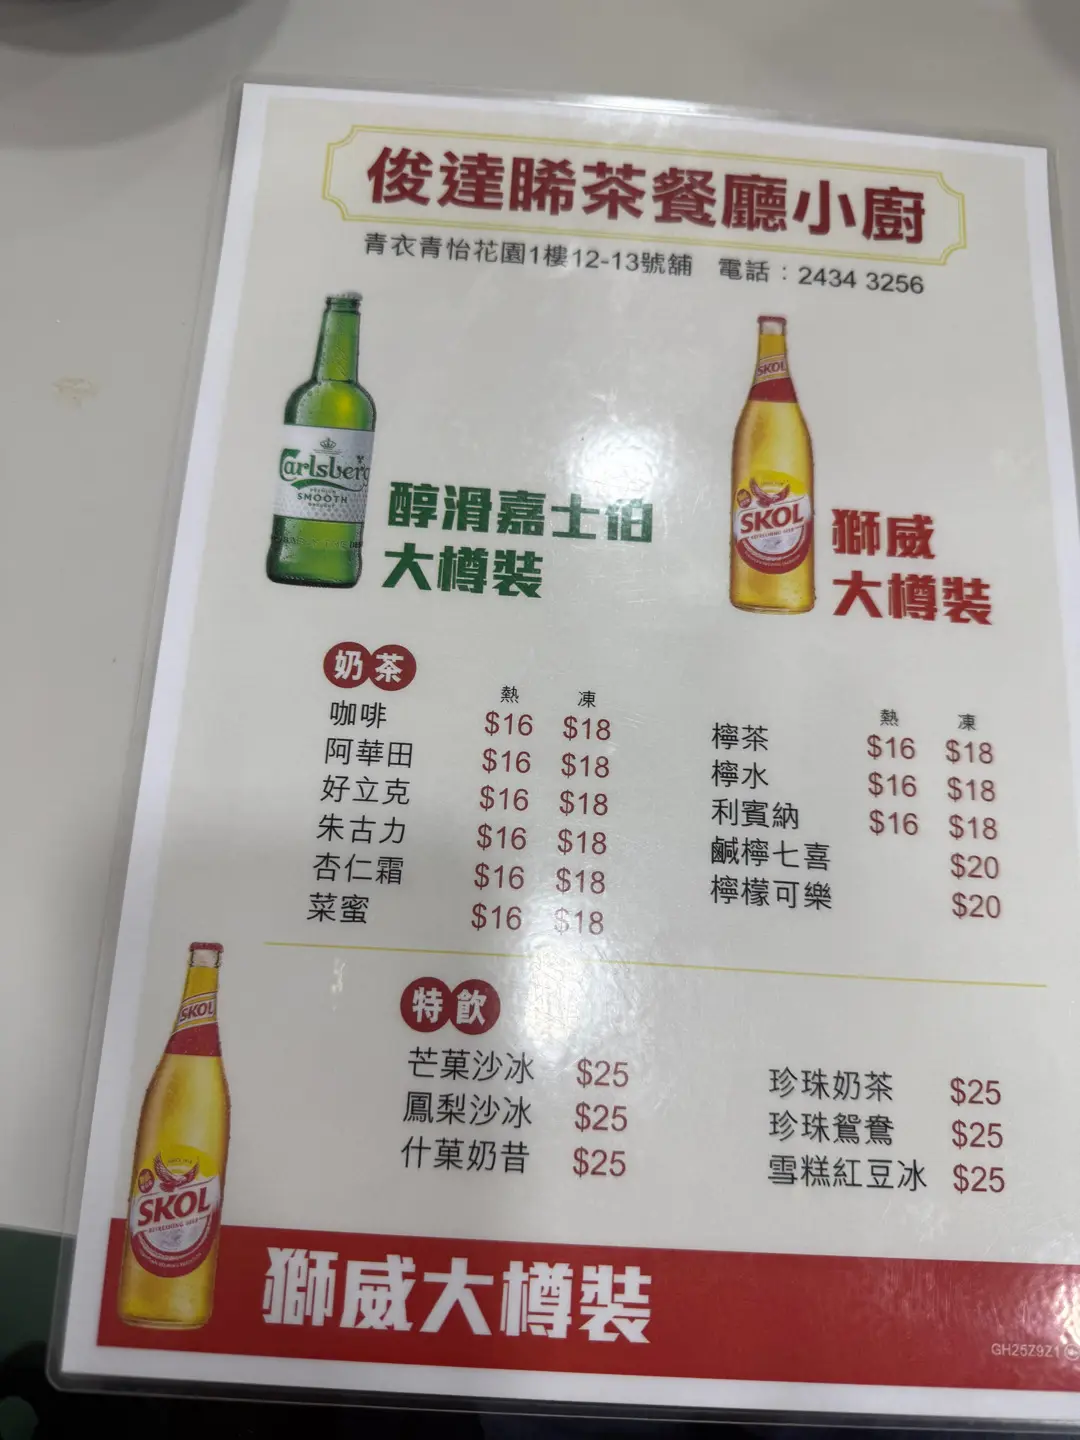 俊達晞茶餐廳小廚
青衣青怡花園1樓12-13號舖 電話：2434 3256
Carlsberg
SMOOTH
醇滑嘉士伯
大樽裝
SKOL
SKOL
獅威
大樽裝
奶茶
熱 凍
咖啡 $16 $18
阿華田 $16 $18
好立克 $16 $18
朱古力 $16 $18
杏仁霜 $16 $18
菜蜜 $16 $18
熱 凍
檸茶 $16 $18
檸水 $16 $18
利賓納 $16 $18
鹹檸七喜 $20
檸檬可樂 $20
特飲
芒菓沙冰 $25
鳳梨沙冰 $25
什菓奶昔 $25
珍珠奶茶 $25
珍珠鴛鴦 $25
雪糕紅豆冰 $25
SKOL
SKOL
獅威大樽裝
GH25Z9Z1